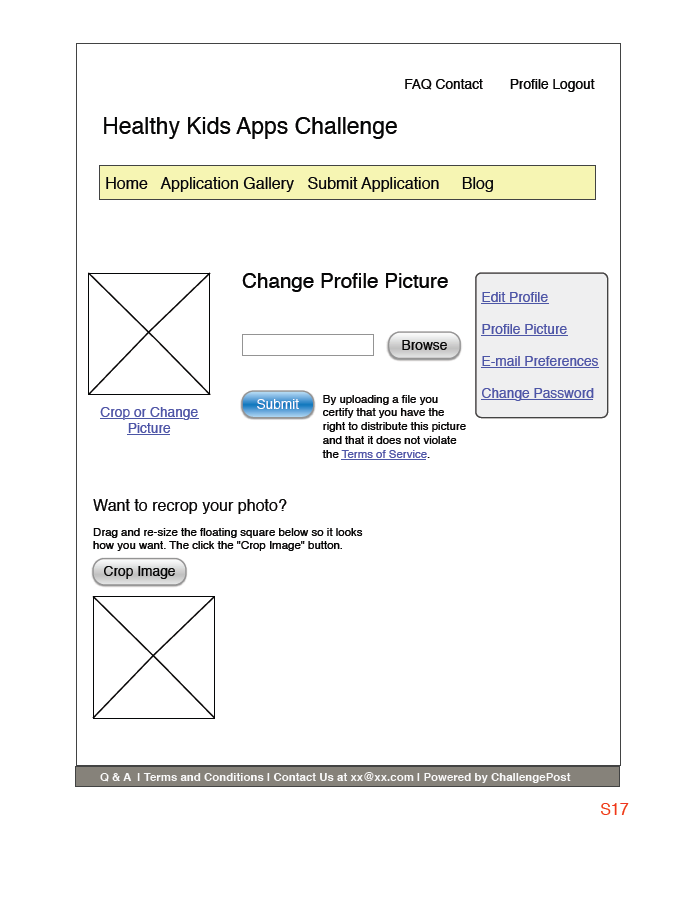 FAQ Contact Profile Logout
Healthy Kids Apps Challenge
Home Application Gallery Submit Application Blog
Crop or Change
Picture
Change Profile Picture
Browse
Submit
By uploading a file you
certify that you have the
right to distribute this picture
and that it does not violate
the Terms of Service.
Edit Profile
Profile Picture
E-mail Preferences
Change Password
Want to recrop your photo?
Drag and re-size the floating square below so it looks
how you want. The click the "Crop Image" button.
Crop Image
Q & A | Terms and Conditions | Contact Us at xx@xx.com | Powered by ChallengePost
S17